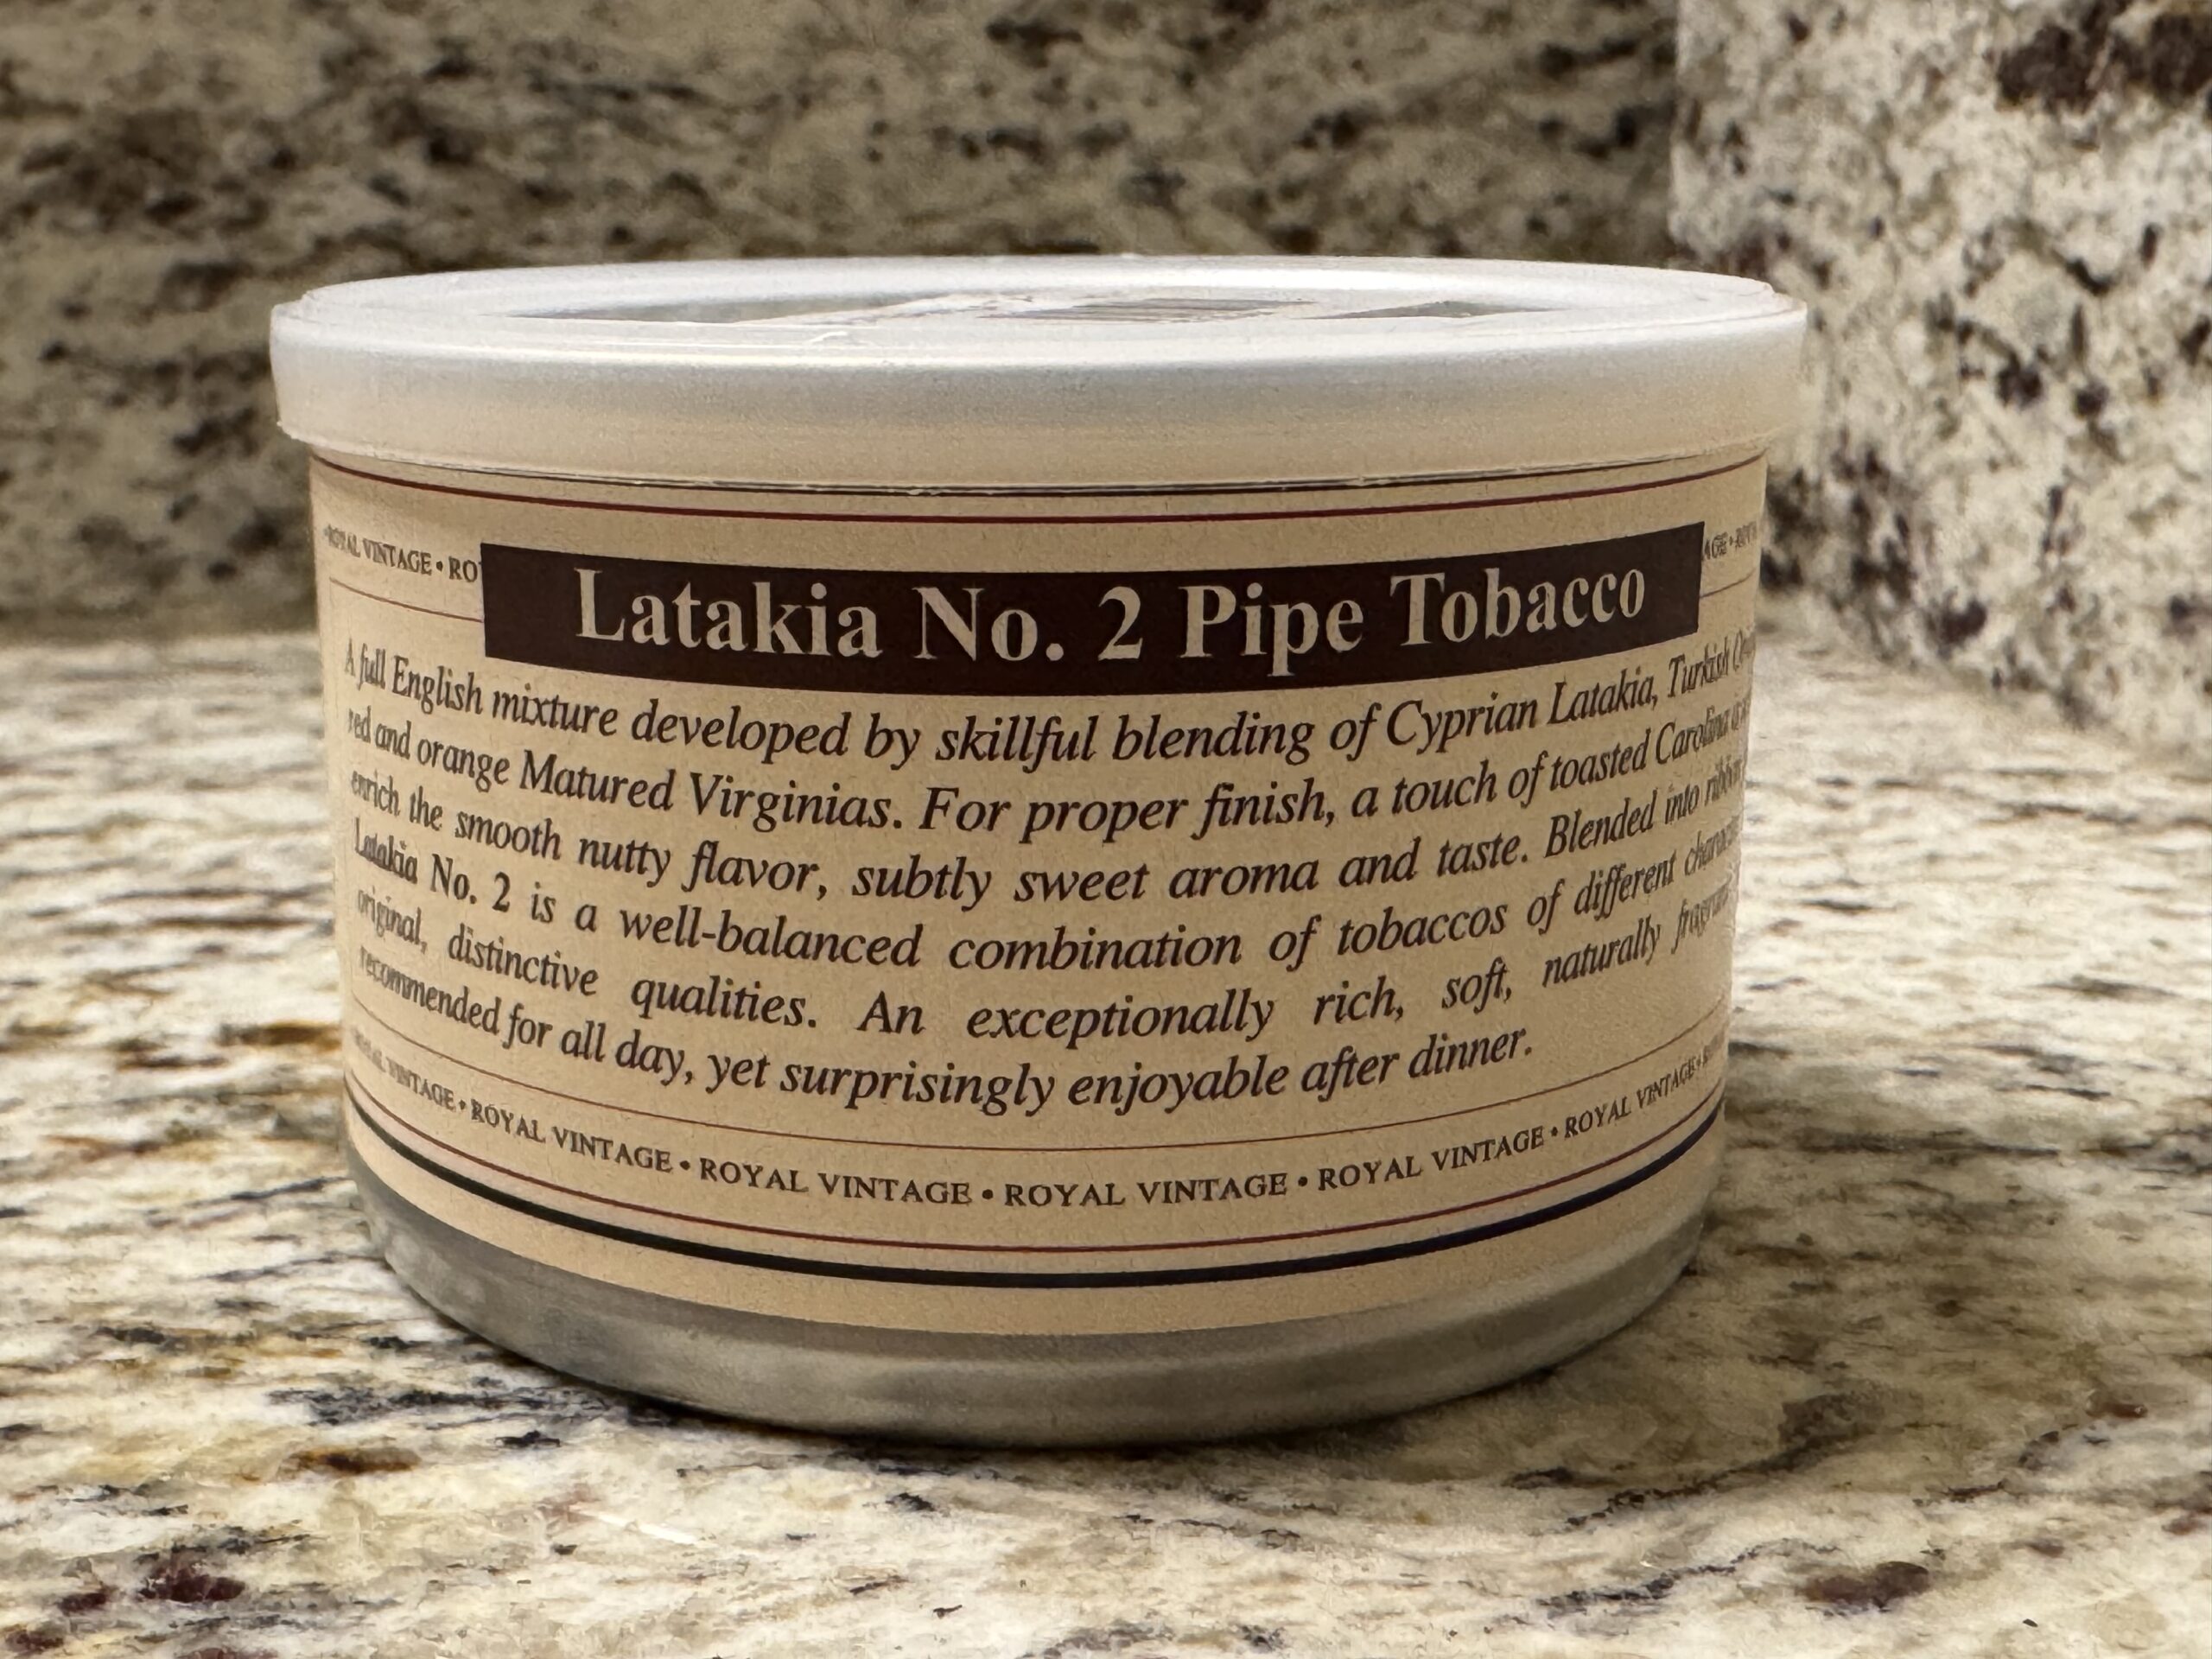 ROYAL VINTAGE • RO
Latakia No. 2 Pipe Tobacco
A full English mixture developed by skillful blending of Cyprian Latakia, Turkish
red and orange Matured Virginias. For proper finish, a touch of toasted Carolina is
enrich the smooth nutty flavor, subtly sweet aroma and taste. Blended into
Latakia No. 2 is a well-balanced combination of tobaccos of different
original, distinctive qualities. An exceptionally rich, soft, naturally
recommended for all day, yet surprisingly enjoyable after dinner.
VINTAGE • ROYAL VINTAGE • ROYAL VINTAGE • ROYAL VINTAGE • ROYAL VINTAGE • ROYAL VINTAGE •